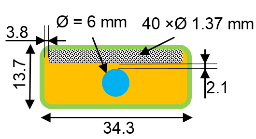 Ø = 6 mm
40 ר 1.37 mm
3.8
13.7
2.1
34.3